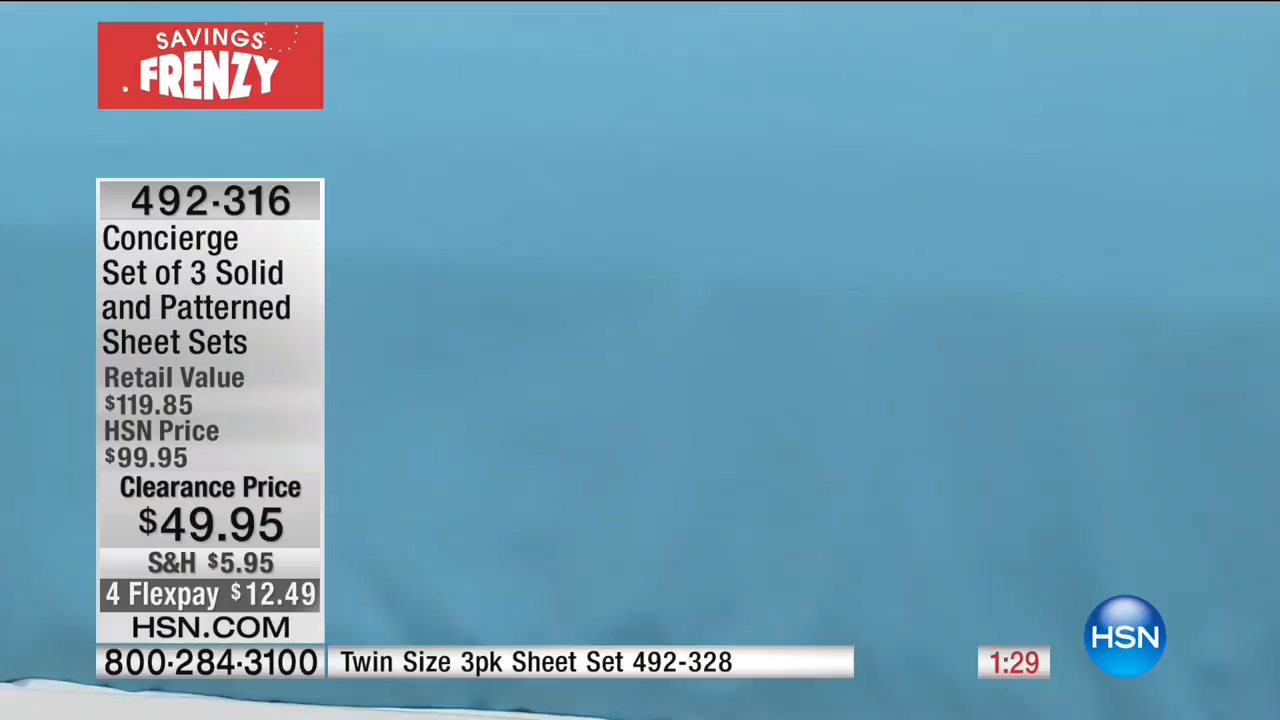 SAVINGS
FRENZY
492·316
Concierge
Set of 3 Solid
and Patterned
Sheet Sets
Retail Value
$119.85
HSN Price
$99.95
Clearance Price
$49.95
S&H $5.95
4 Flexpay $12.49
HSN.COM
800·284·3100
Twin Size 3pk Sheet Set 492-328
1:29
HSN